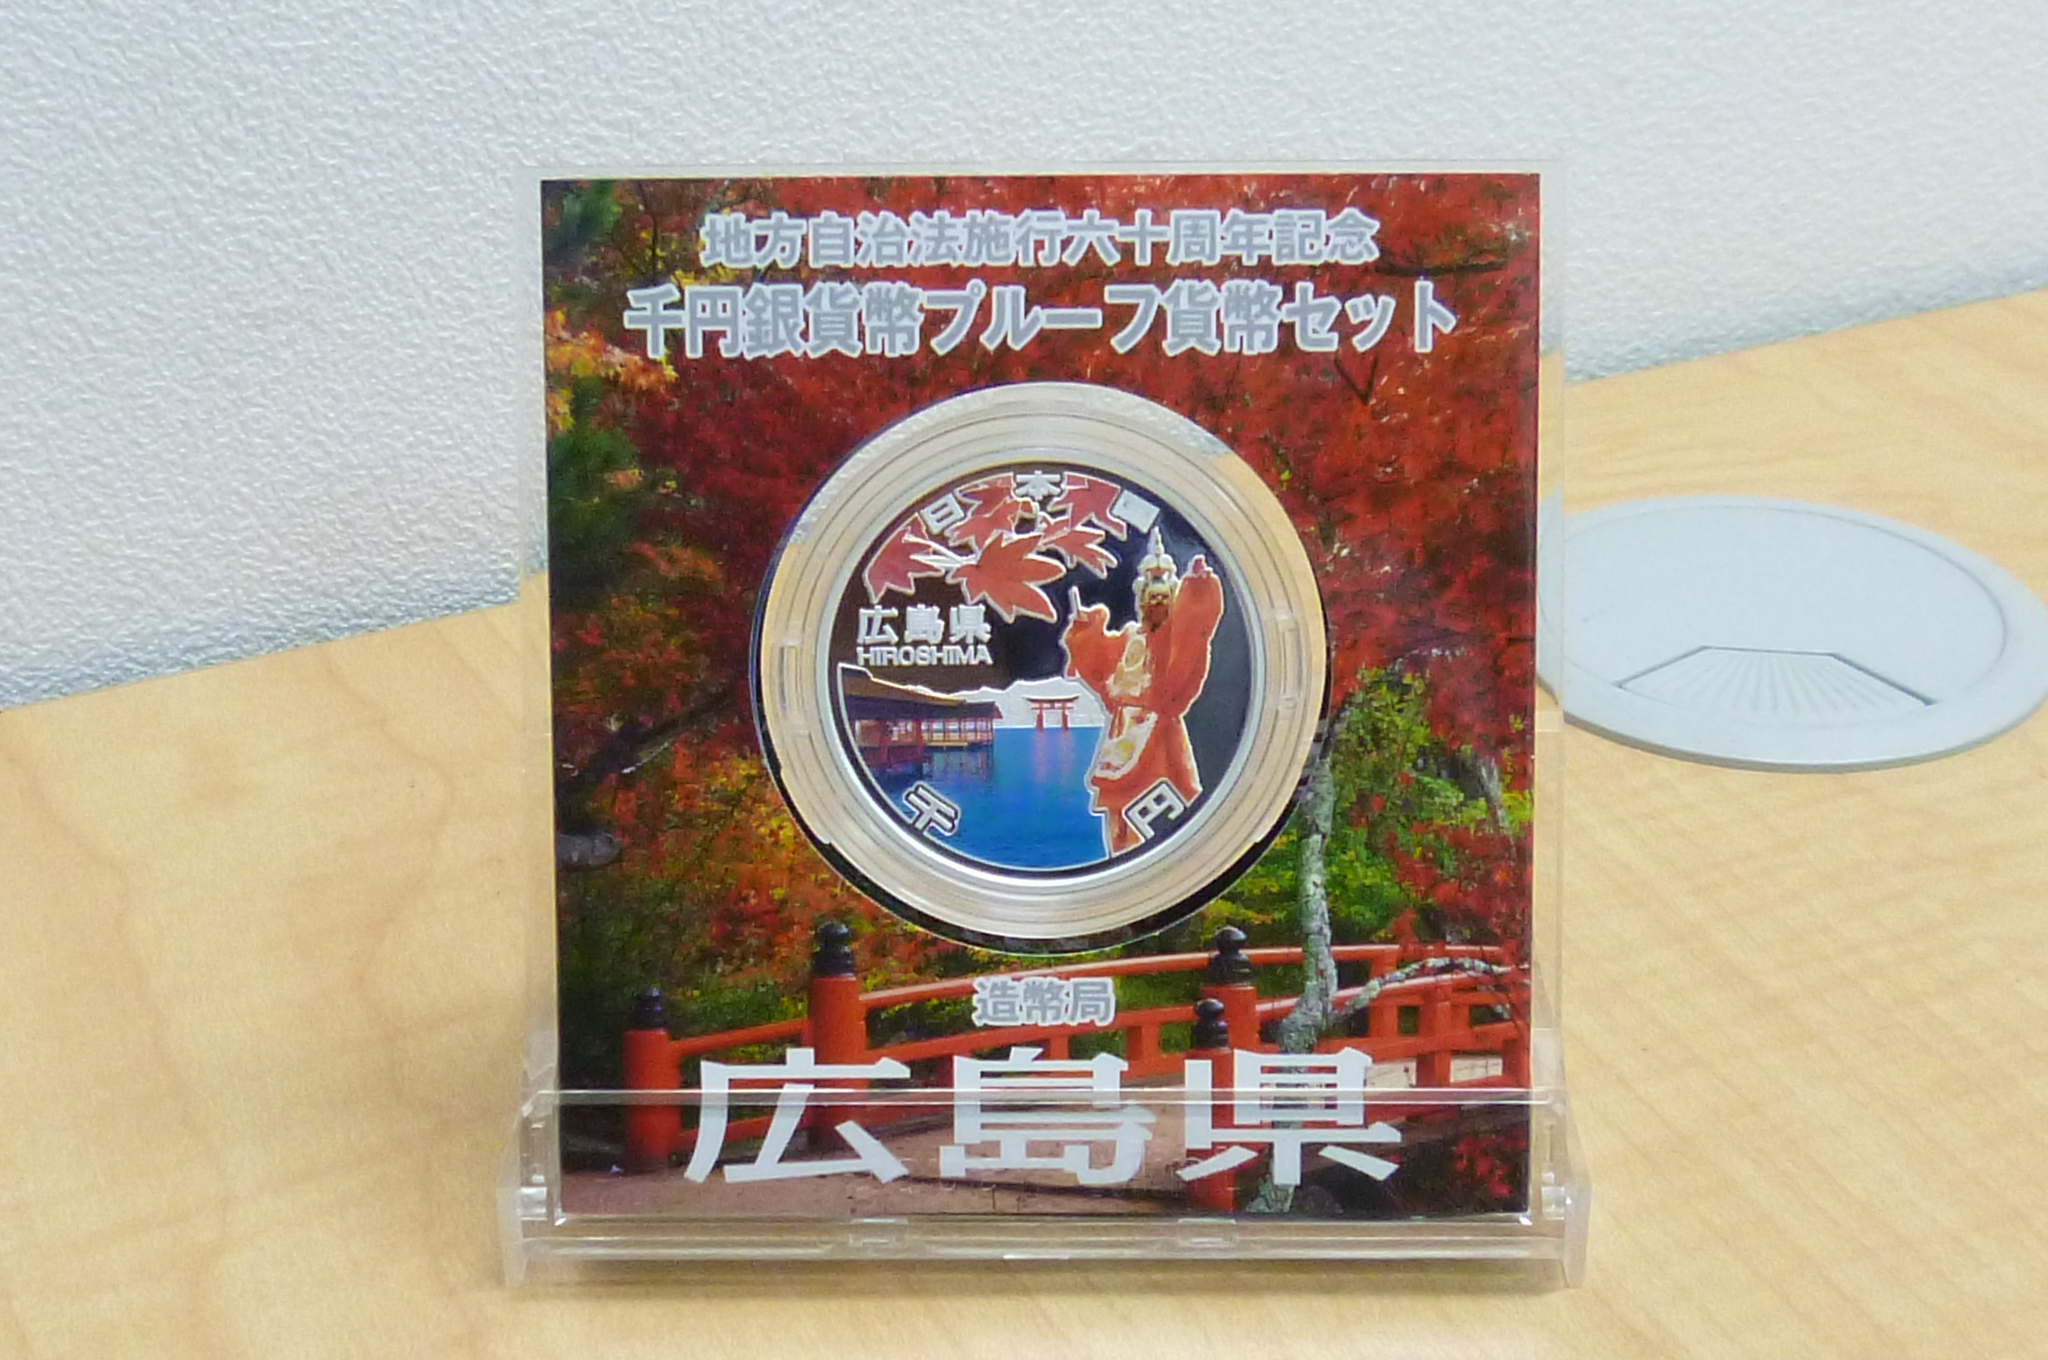 地方自治法施行六十周年記念
千円銀貨幣プルーフ貨幣セット
日本国
広島県
HIROSHIMA
千円
造幣局
広島県